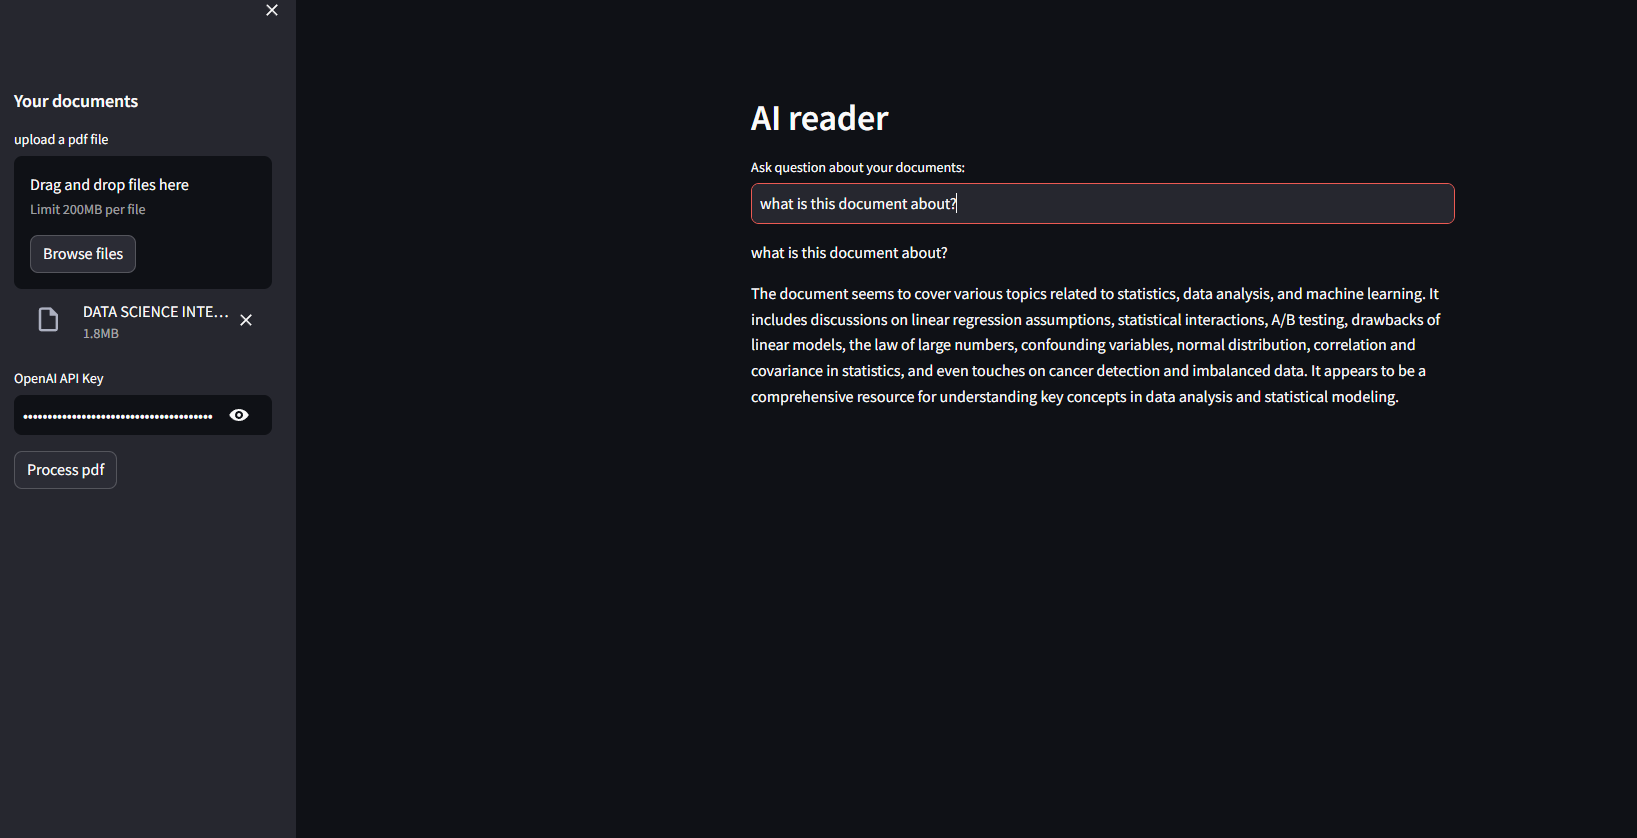 Your documents
upload a pdf file
Drag and drop files here
Limit 200MB per file
Browse files
DATA SCIENCE INTE...
1.8MB
OpenAI API Key
Process pdf
AI reader
Ask question about your documents:
what is this document about?
what is this document about?
The document seems to cover various topics related to statistics, data analysis, and machine learning. It
includes discussions on linear regression assumptions, statistical interactions, A/B testing, drawbacks of
linear models, the law of large numbers, confounding variables, normal distribution, correlation and
covariance in statistics, and even touches on cancer detection and imbalanced data. It appears to be a
comprehensive resource for understanding key concepts in data analysis and statistical modeling.